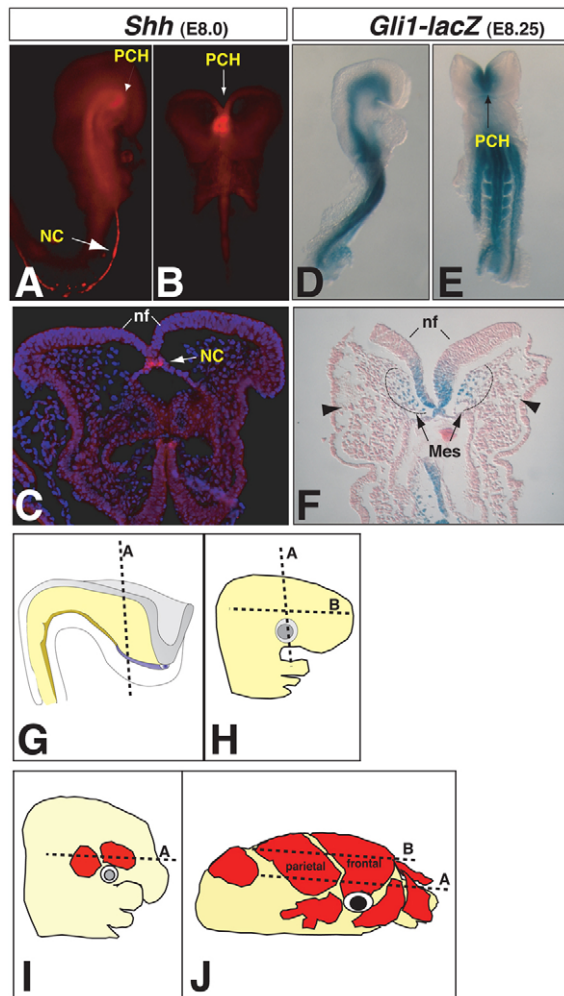 Shh (E8.0)
Gli1-lacZ (E8.25)
PCH
PCH
NC
PCH
A
B
D
E
nf
NC
C
nf
Mes
F
A
G
A
B
H
A
I
parietal
frontal
B
A
J